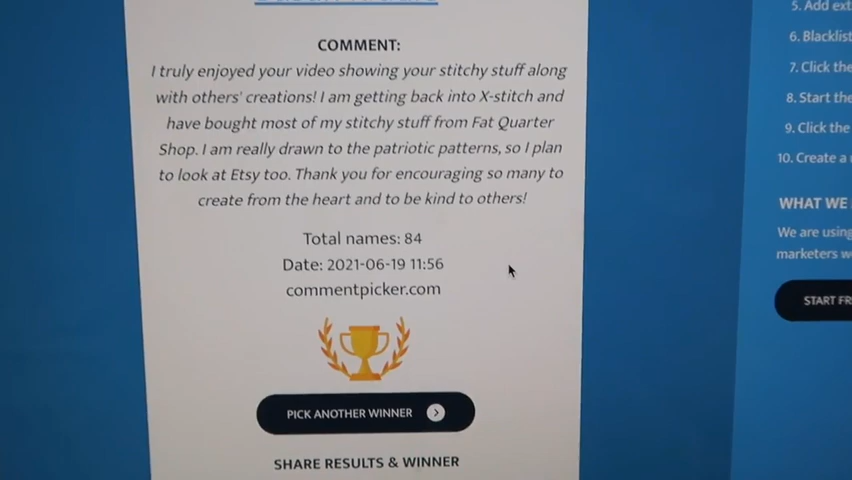 COMMENT:
I truly enjoyed your video showing your stitchy stuff along
with others' creations! I am getting back into X-stitch and
have bought most of my stitchy stuff from Fat Quarter
Shop. I am really drawn to the patriotic patterns, so I plan
to look at Etsy too. Thank you for encouraging so many to
create from the heart and to be kind to others!
Total names: 84
Date: 2021-06-19 11:56
commentpicker.com
PICK ANOTHER WINNER
SHARE RESULTS & WINNER
5. Add ext
6. Blacklist
7. Click the
8. Start the
9. Click the
10. Create a
WHAT WE
We are using
marketers w
START FR